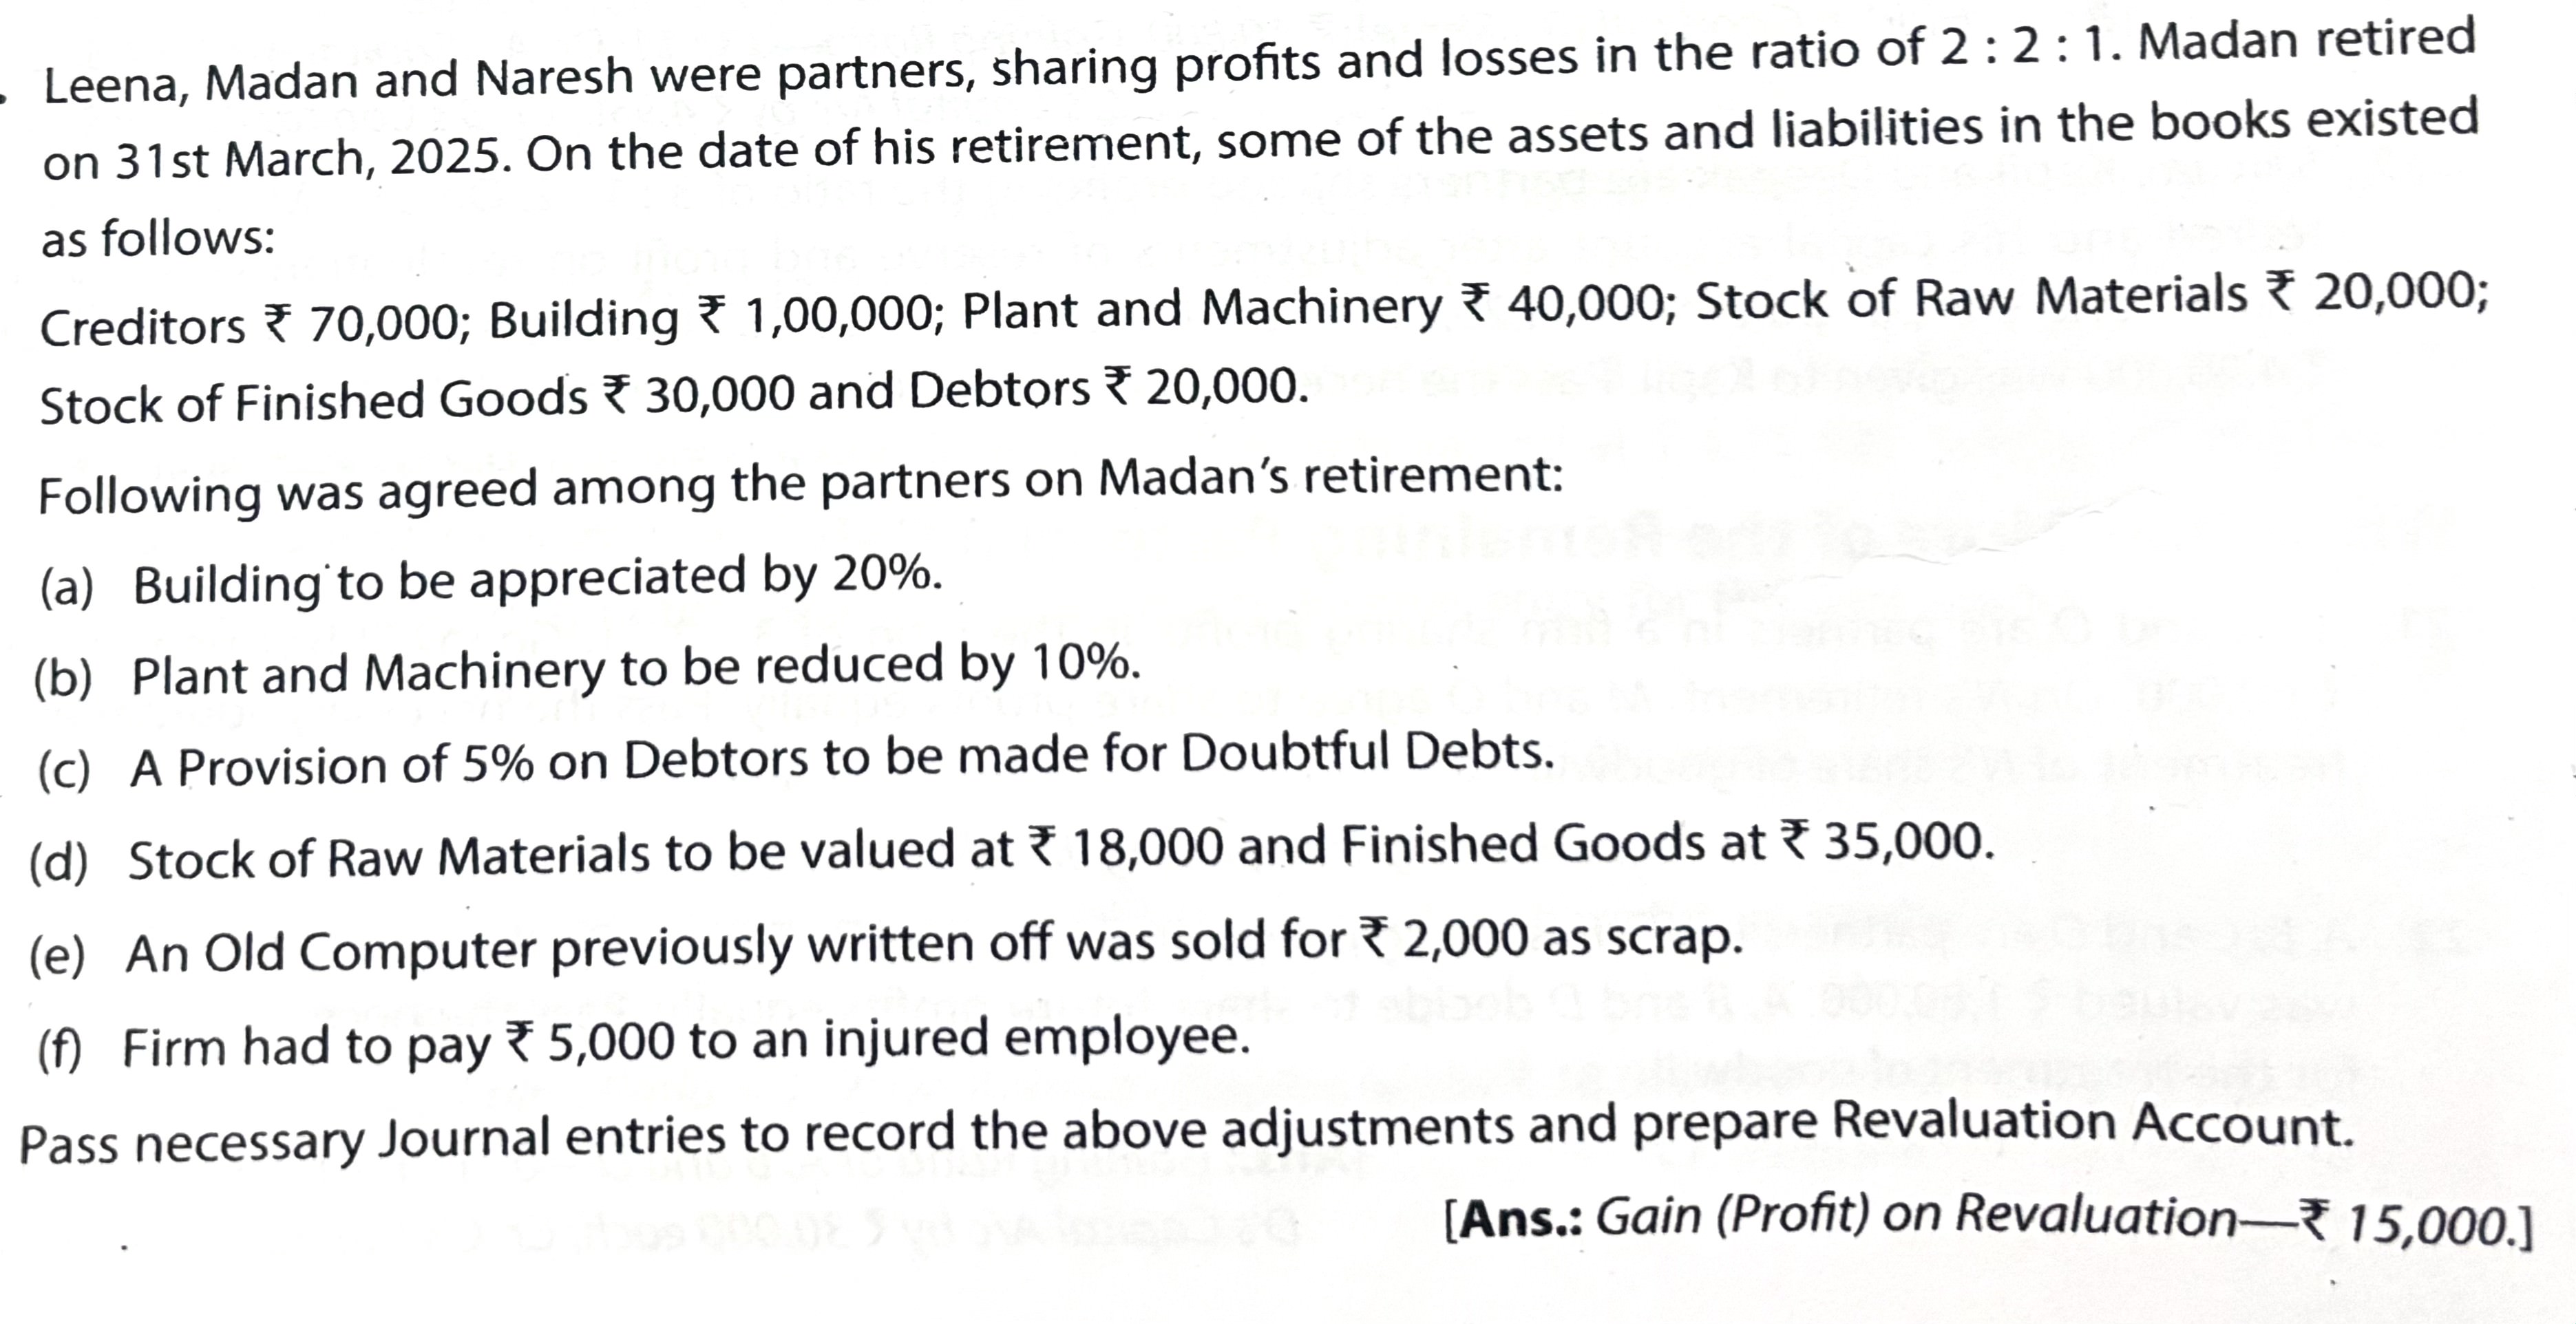 Leena, Madan and Naresh were partners, sharing profits and losses in the ratio of 2 : 2 : 1. Madan retired
on 31st March, 2025. On the date of his retirement, some of the assets and liabilities in the books existed
as follows:
Creditors ₹ 70,000; Building ₹ 1,00,000; Plant and Machinery ₹ 40,000; Stock of Raw Materials ₹ 20,000;
Stock of Finished Goods ₹ 30,000 and Debtors ₹ 20,000.
Following was agreed among the partners on Madan's retirement:
(a) Building to be appreciated by 20%.
(b) Plant and Machinery to be reduced by 10%.
(c) A Provision of 5% on Debtors to be made for Doubtful Debts.
(d) Stock of Raw Materials to be valued at ₹ 18,000 and Finished Goods at ₹ 35,000.
(e) An Old Computer previously written off was sold for ₹ 2,000 as scrap.
(f) Firm had to pay ₹ 5,000 to an injured employee.
Pass necessary Journal entries to record the above adjustments and prepare Revaluation Account.
[Ans.: Gain (Profit) on Revaluation—₹ 15,000.]